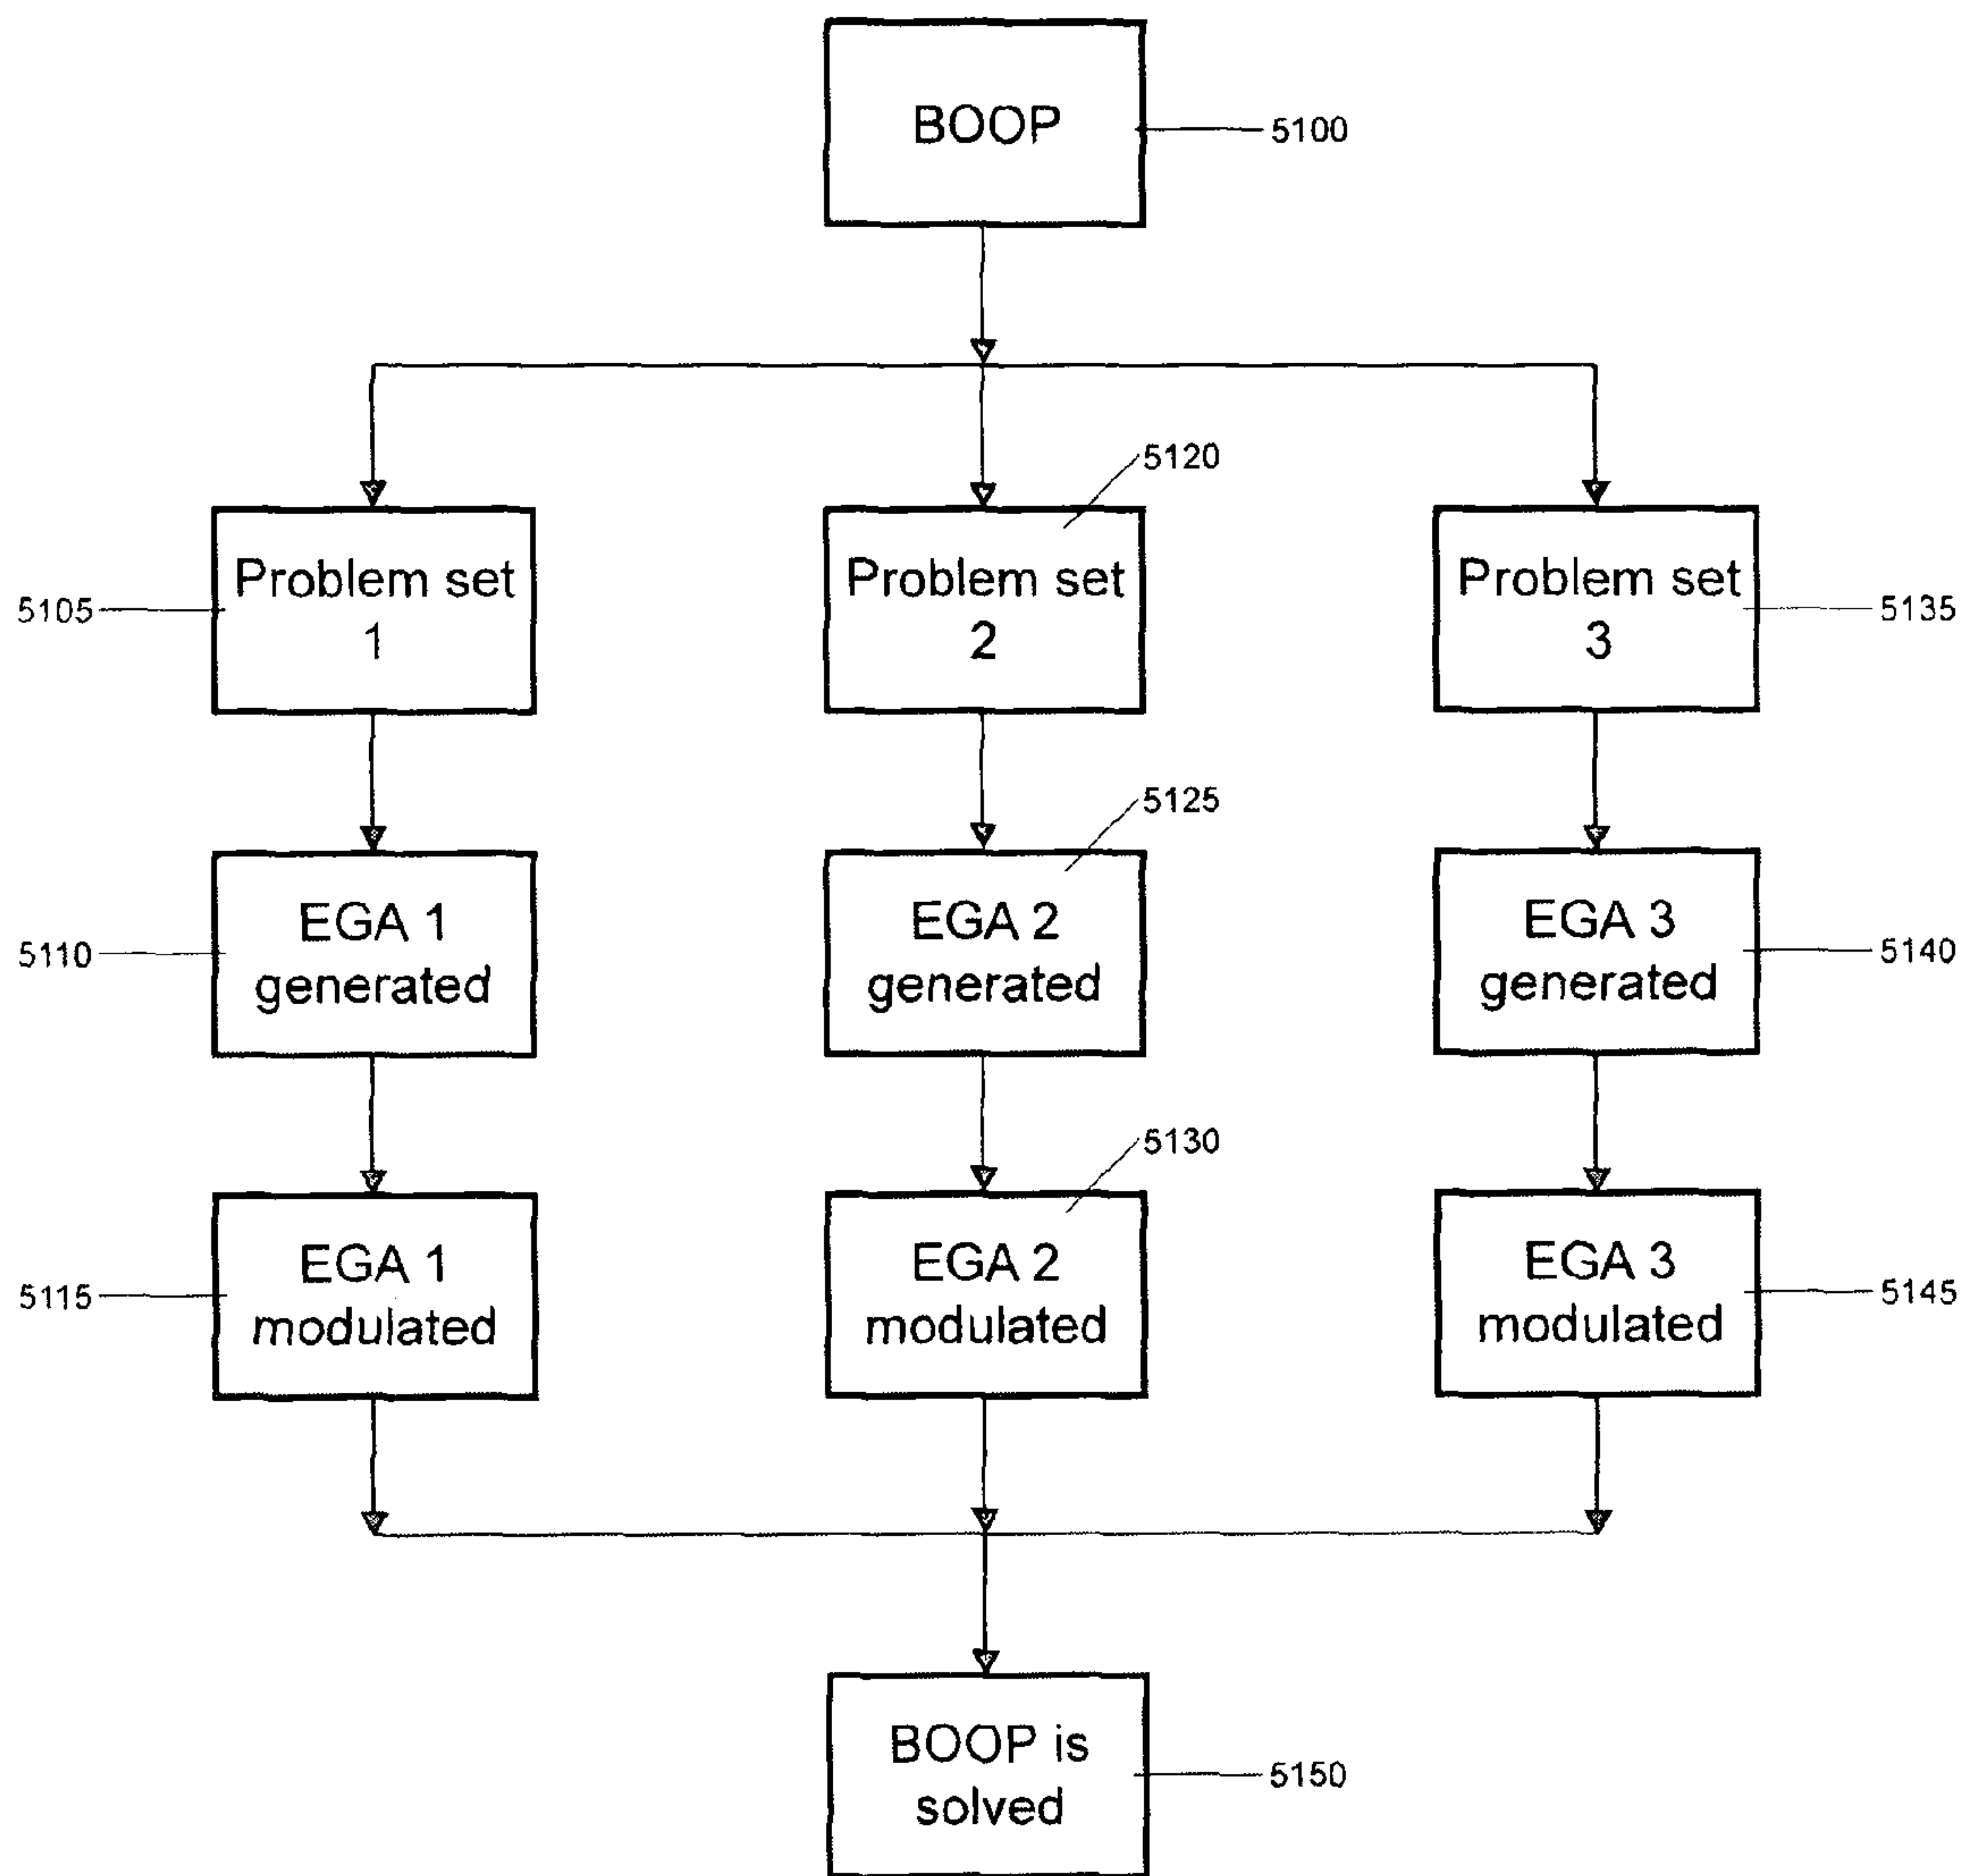 BOOP
5100
5120
Problem set
1
5105
Problem set
2
Problem set
3
5135
5125
EGA 1
generated
5110
EGA 2
generated
EGA 3
generated
5140
5130
EGA 1
modulated
5115
EGA 2
modulated
EGA 3
modulated
5145
BOOP is
solved
5150